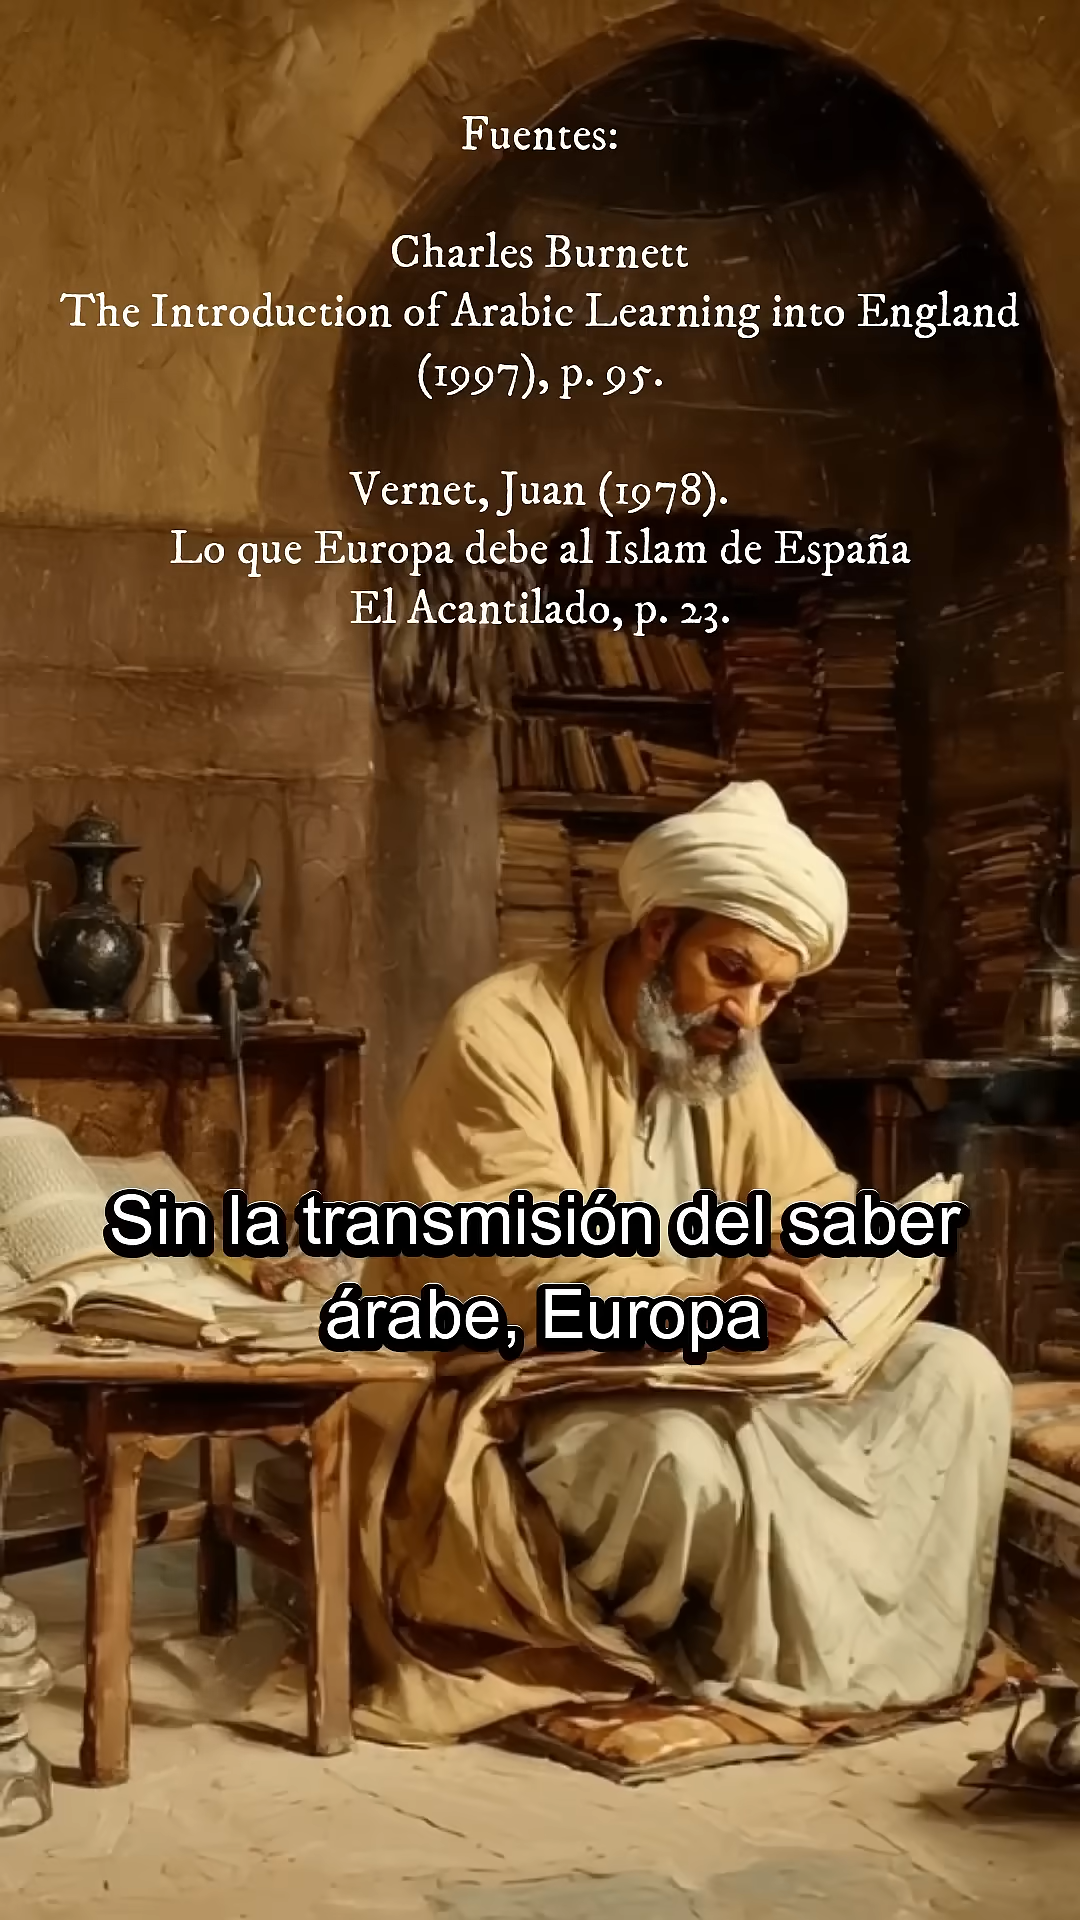 Fuentes:
Charles Burnett
The Introduction of Arabic Learning into England
(1997), p. 95.
Vernet, Juan (1978).
Lo que Europa debe al Islam de España
El Acantilado, p. 23.
Sin la transmisión del saber
árabe, Europa